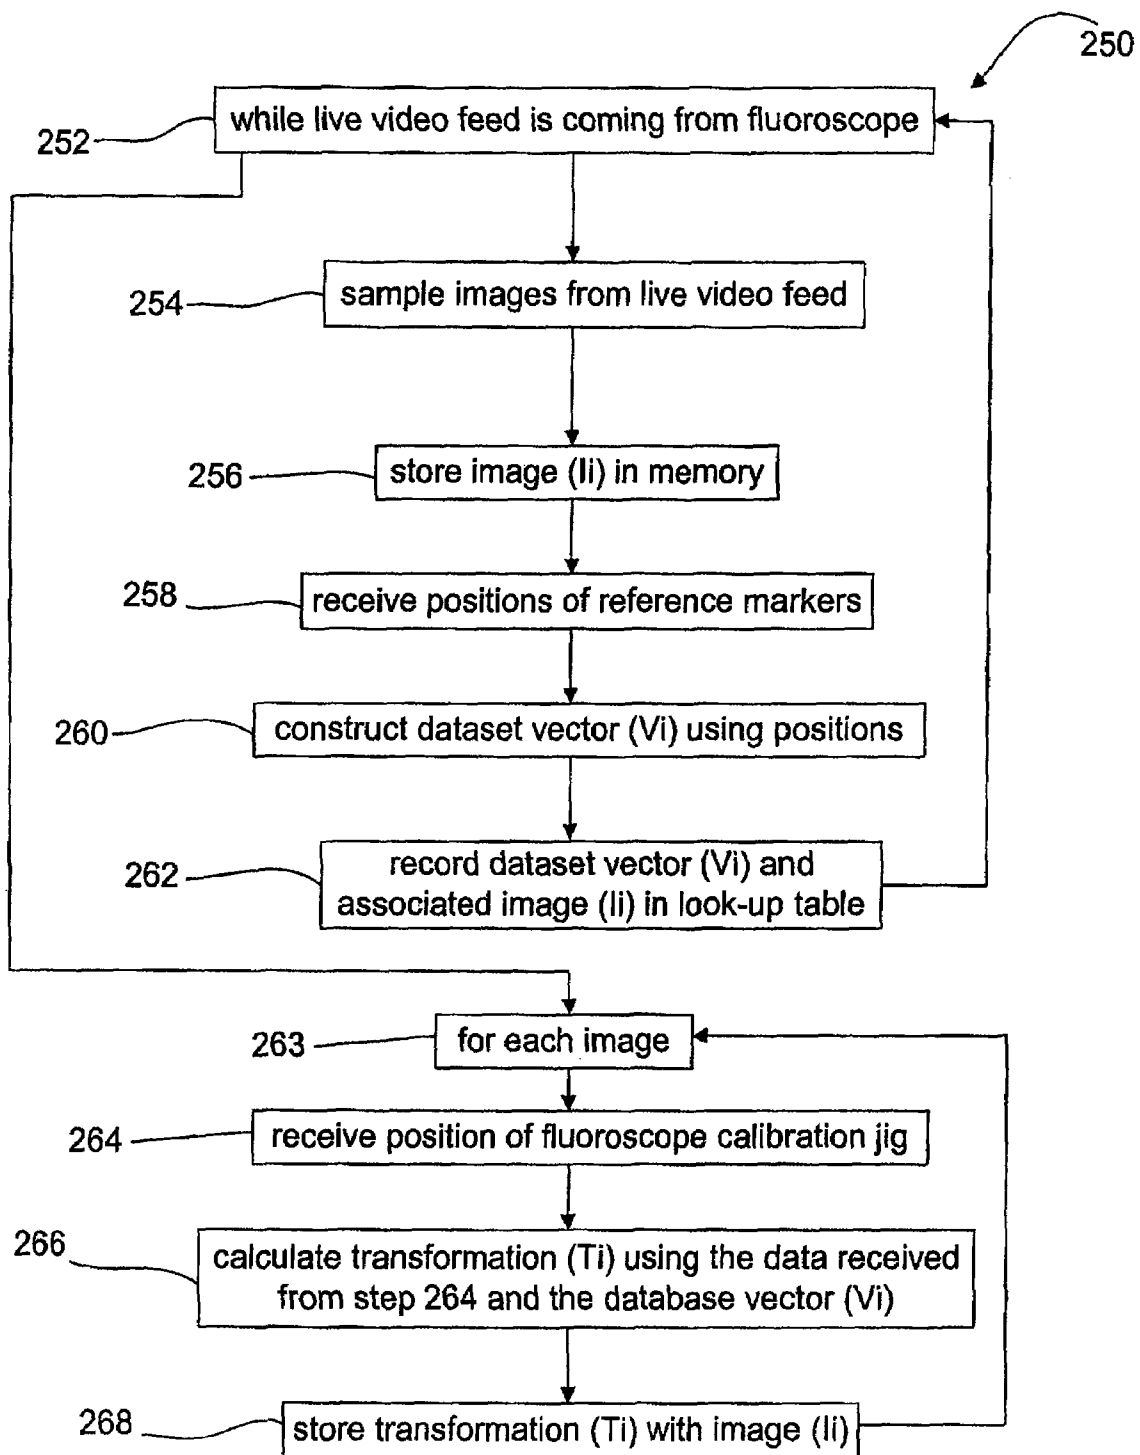 250
252
while live video feed is coming from fluoroscope
254
sample images from live video feed
256
store image (Ii) in memory
258
receive positions of reference markers
260
construct dataset vector (Vi) using positions
262
record dataset vector (Vi) and
associated image (Ii) in look-up table
263
for each image
264
receive position of fluoroscope calibration jig
266
calculate transformation (Ti) using the data received
from step 264 and the database vector (Vi)
268
store transformation (Ti) with image (Ii)